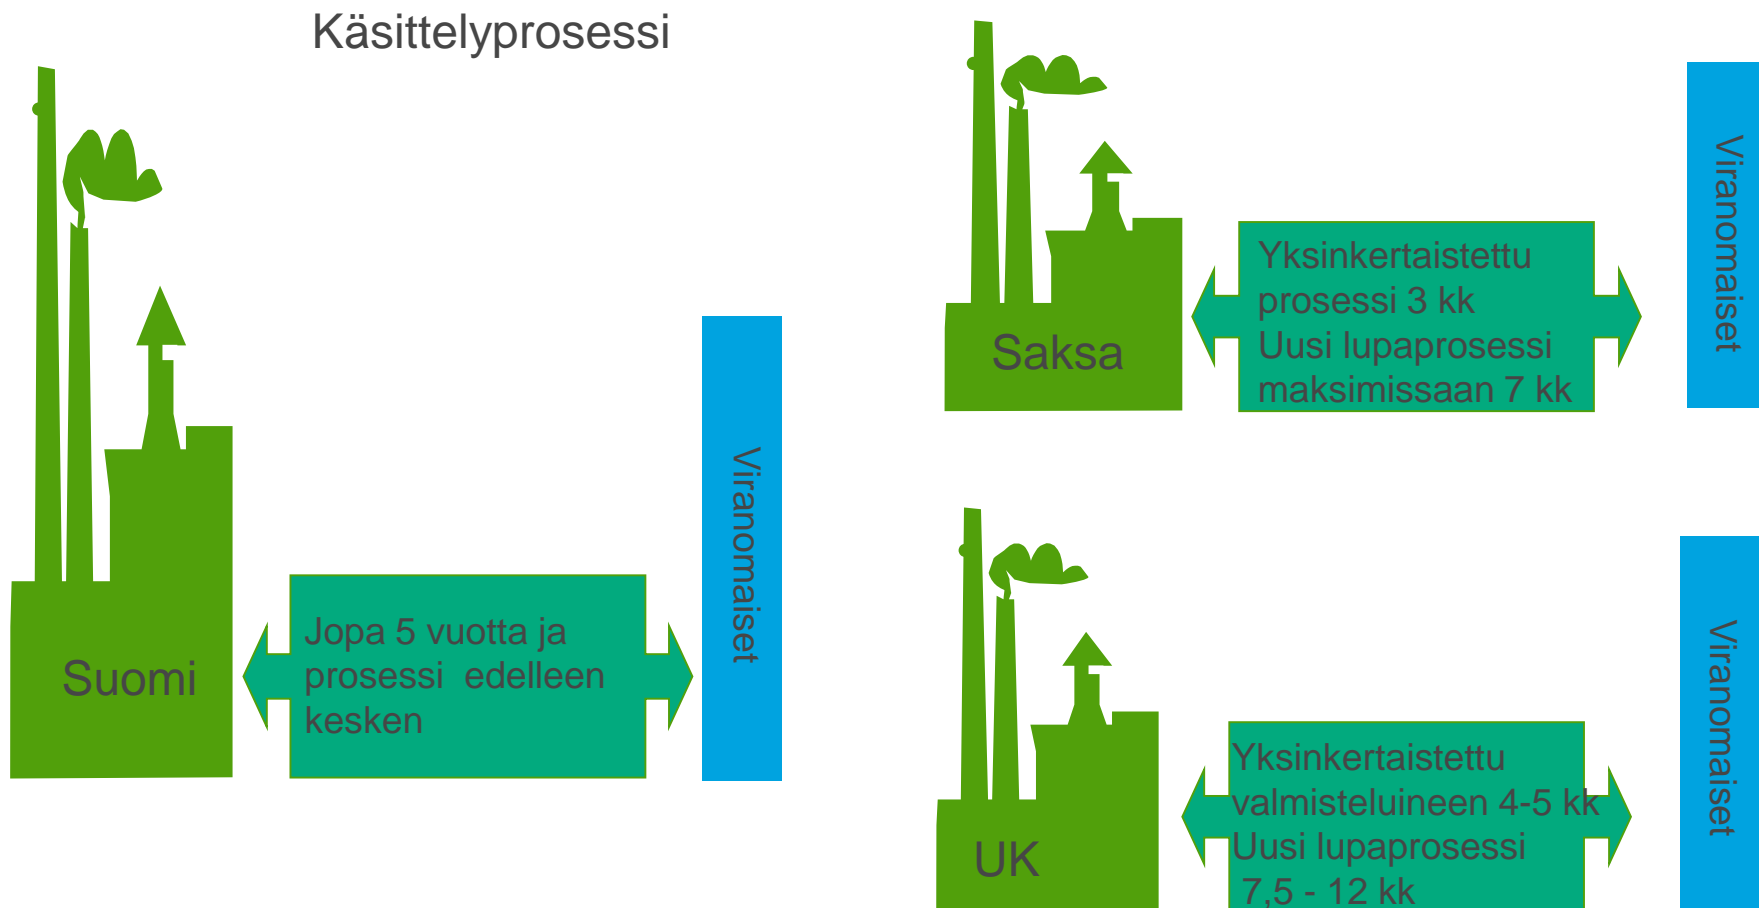 Käsittelyprosessi
Suomi
Jopa 5 vuotta ja
prosessi edelleen
kesken
Viranomaiset
Saksa
Yksinkertaistettu
prosessi 3 kk
Uusi lupaprosessi
maksimissaan 7 kk
Viranomaiset
UK
Yksinkertaistettu
valmisteluineen 4-5 kk
Uusi lupaprosessi
7,5 - 12 kk
Viranomaiset